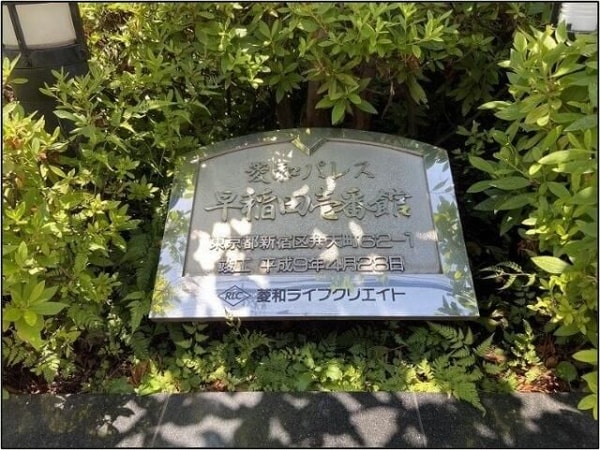 菱和パレス
早稲田壱番館
東京都新宿区弁天町62-1
竣工 平成9年4月28日
RLC 菱和ライフクリエイト